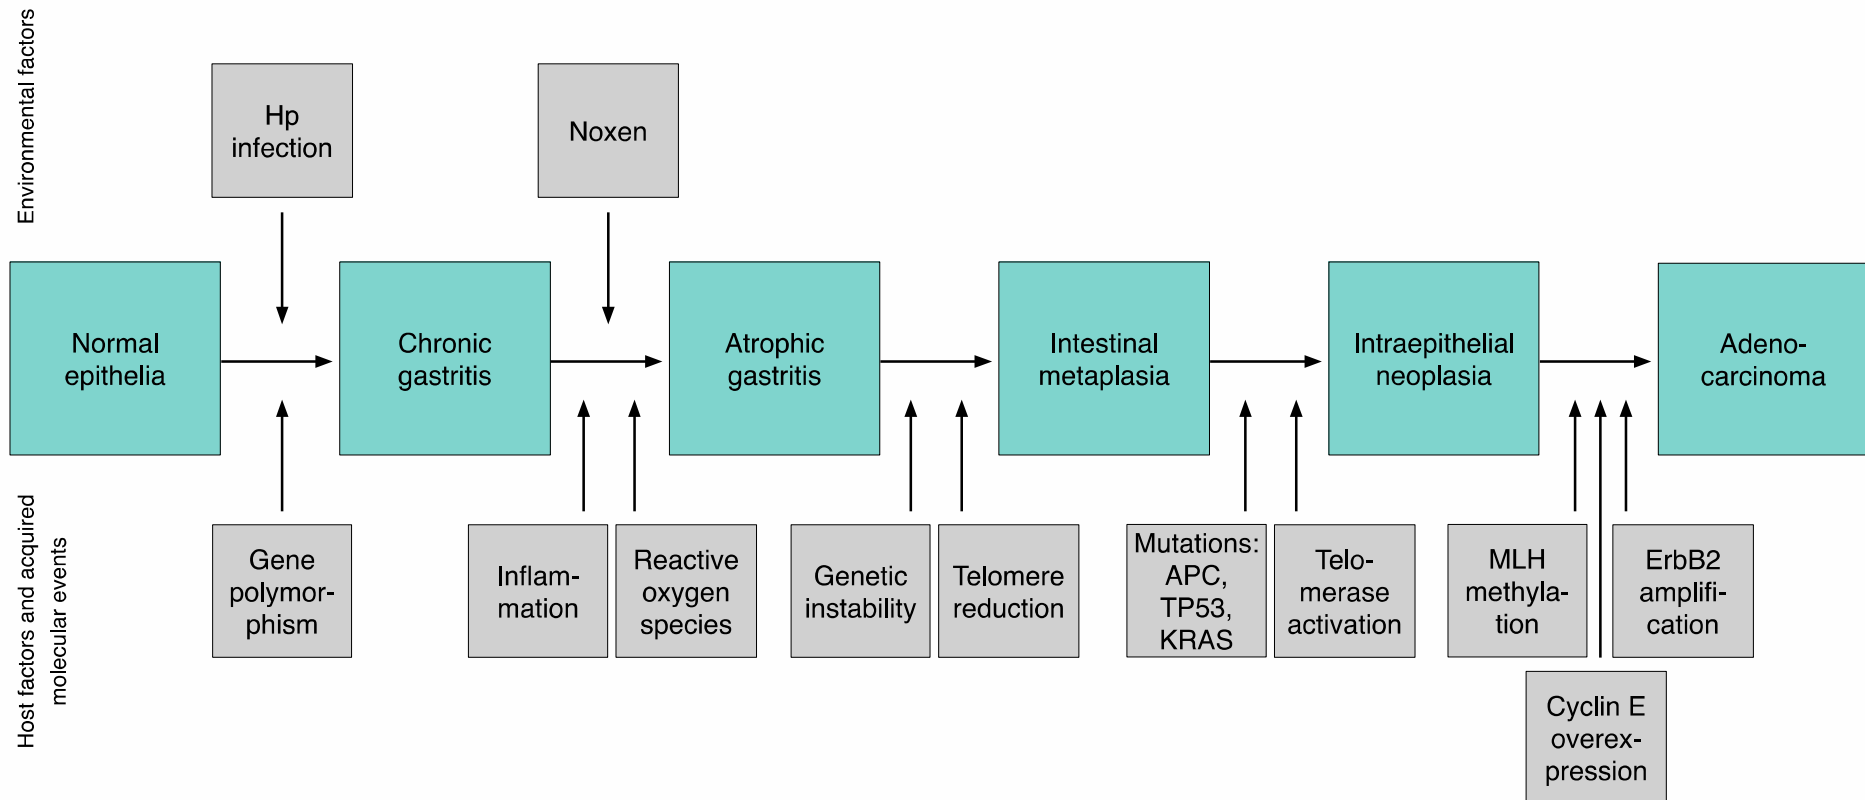 Environmental factors
Hp
infection
Noxen
Normal
epithelia
Chronic
gastritis
Atrophic
gastritis
Intestinal
metaplasia
Intraepithelial
neoplasia
Adeno-
carcinoma
Host factors and acquired
molecular events
Gene
polymor-
phism
Inflam-
mation
Reactive
oxygen
species
Genetic
instability
Telomere
reduction
Mutations:
APC,
TP53,
KRAS
Telo-
merase
activation
MLH
methyla-
tion
ErbB2
amplifi-
cation
Cyclin E
overex-
pression